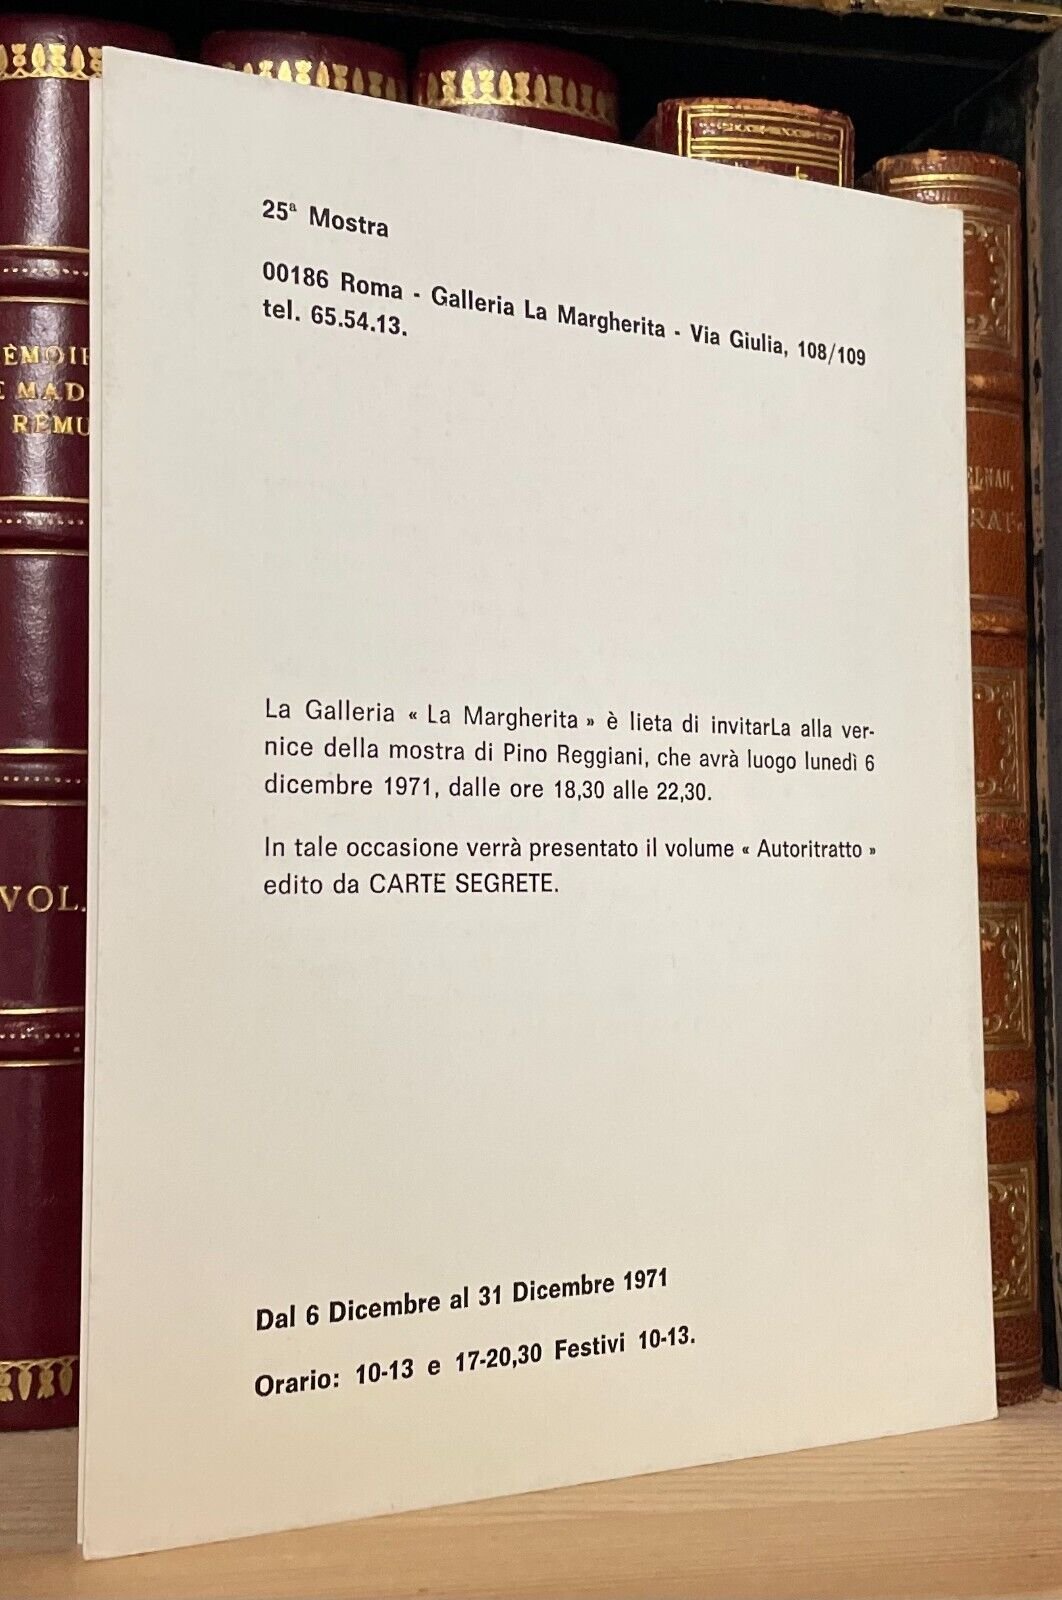 25ª Mostra
00186 Roma - Galleria La Margherita - Via Giulia, 108/109
tel. 65.54.13.
La Galleria « La Margherita » è lieta di invitarLa alla ver-
nice della mostra di Pino Reggiani, che avrà luogo lunedì 6
dicembre 1971, dalle ore 18,30 alle 22,30.
In tale occasione verrà presentato il volume « Autoritratto »
edito da CARTE SEGRETE.
Dal 6 Dicembre al 31 Dicembre 1971
Orario: 10-13 e 17-20,30 Festivi 10-13.
VOL.